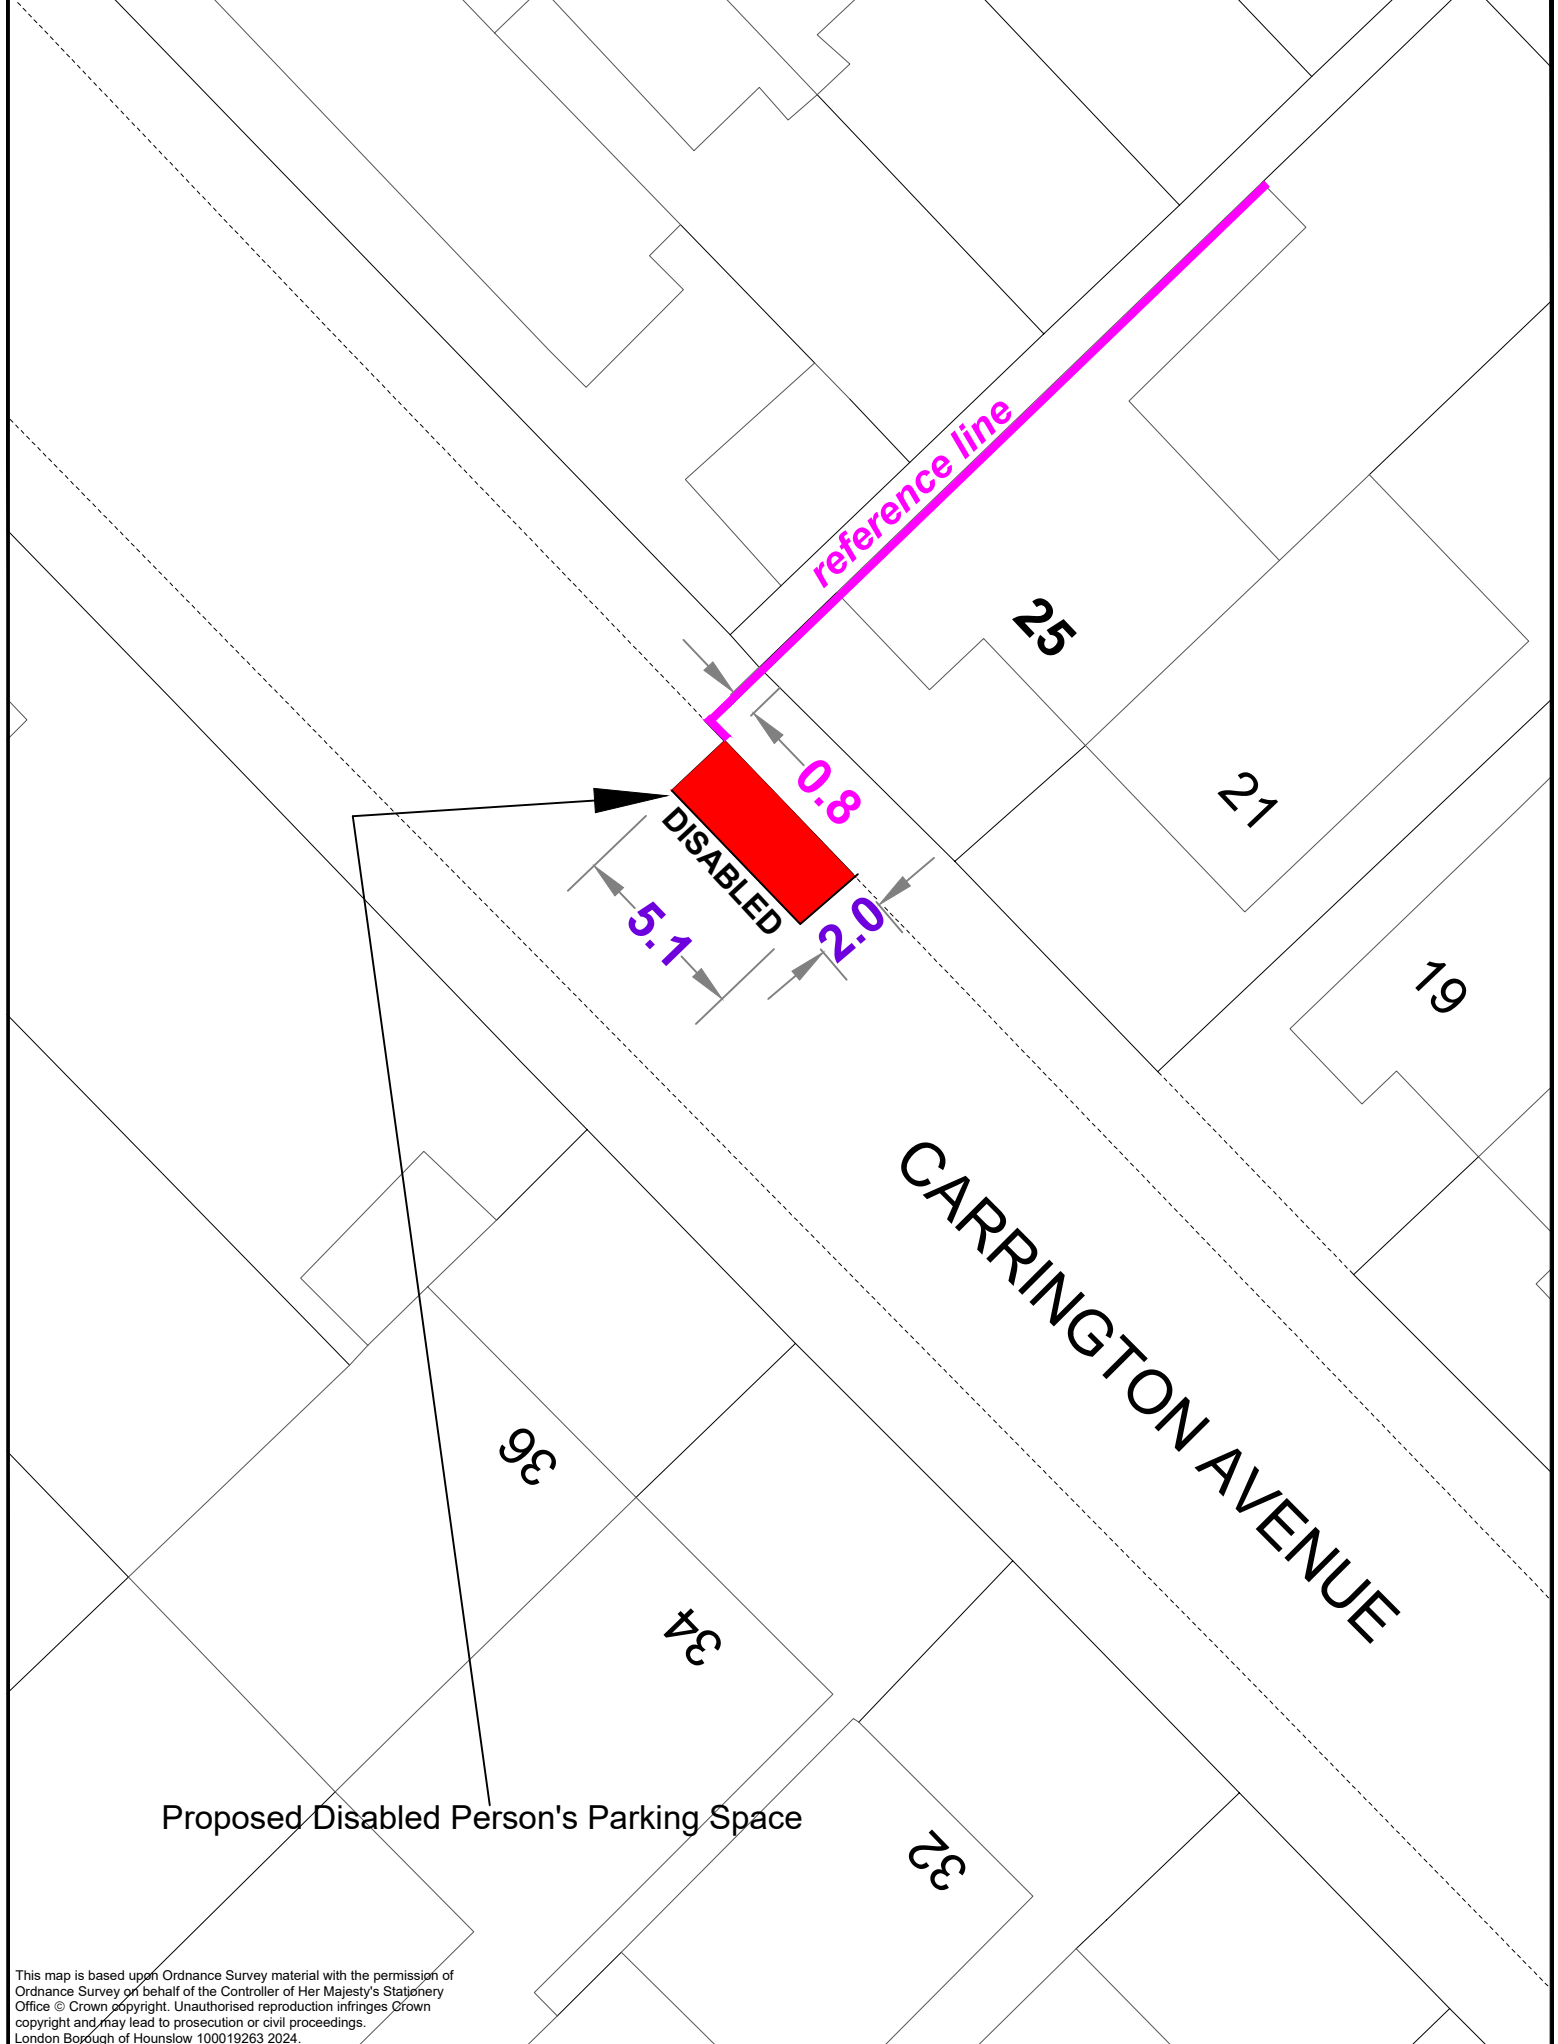 reference line
25
0.8
21
DISABLED
5.1
2.0
19
CARRINGTON AVENUE
36
34
Proposed Disabled Person's Parking Space
32
This map is based upon Ordnance Survey material with the permission of
Ordnance Survey on behalf of the Controller of Her Majesty's Stationery
Office © Crown copyright. Unauthorised reproduction infringes Crown
copyright and may lead to prosecution or civil proceedings.
London Borough of Hounslow 100019263 2024.